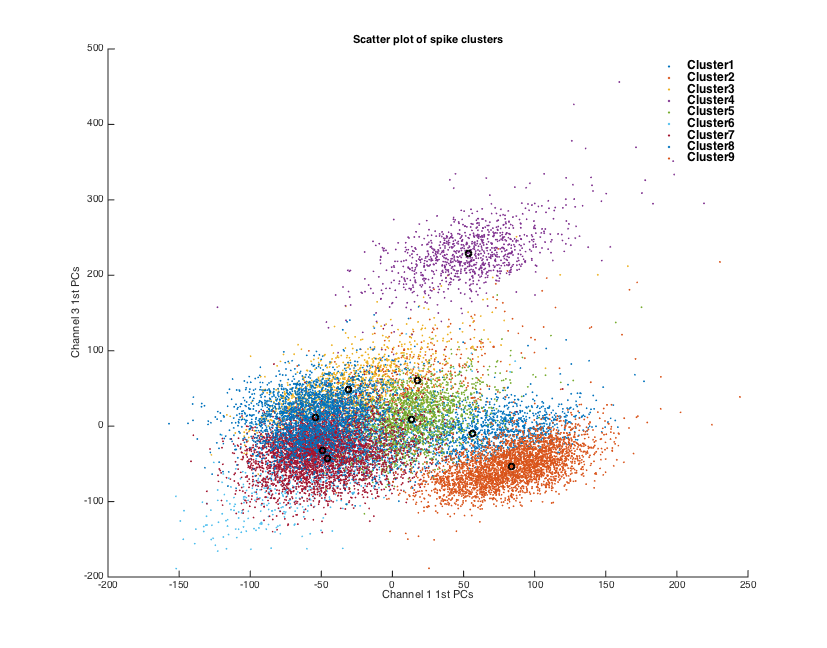 Scatter plot of spike clusters
500
400
300
200
100
0
-100
-200
Channel 3 1st PCs
Cluster1
Cluster2
Cluster3
Cluster4
Cluster5
Cluster6
Cluster7
Cluster8
Cluster9
-200 -150 -100 -50 0 50 100 150 200 250
Channel 1 1st PCs